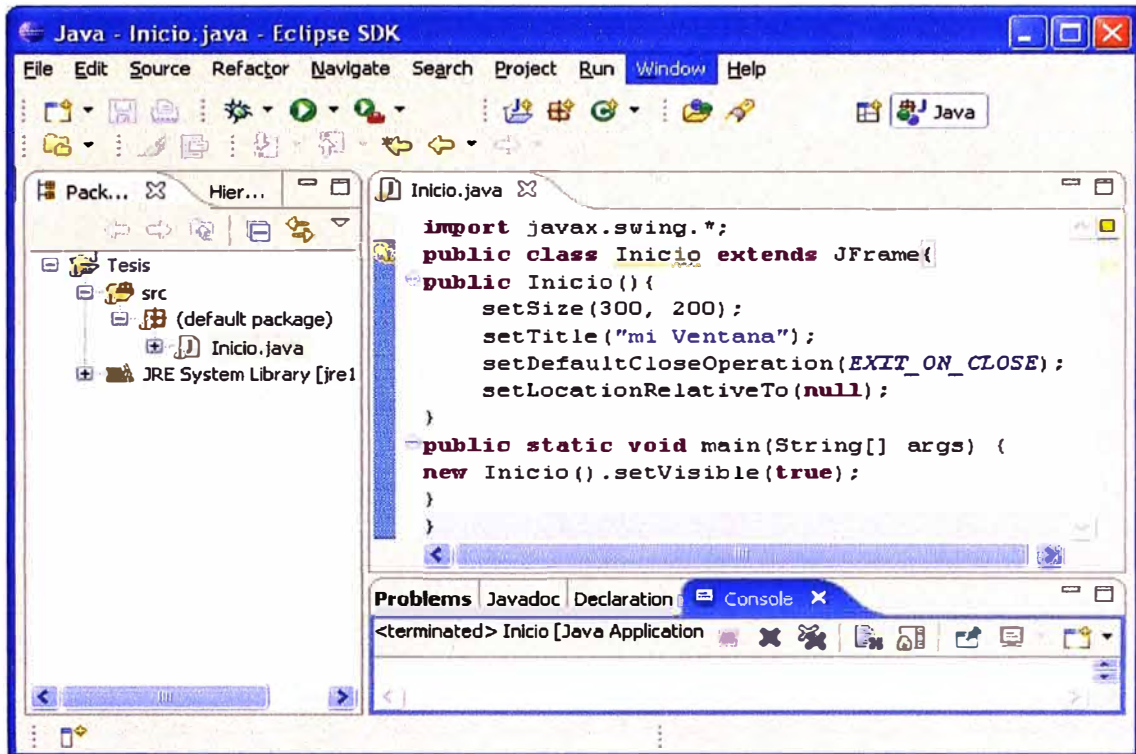 Java - Inicio.java - Eclipse SDK
File Edit Source Refactor Navigate Search Project Run Window Help
Java
Pack... Hier...
Tesis
src
(default package)
Inicio.java
JRE System Library [jre1
Inicio.java
import javax.swing.*;
public class Inicio extends JFrame{
public Inicio(){
setSize(300, 200);
setTitle("mi Ventana");
setDefaultCloseOperation(EXIT_ON_CLOSE);
setLocationRelativeTo(null);
}
public static void main(String[] args) {
new Inicio().setVisible(true);
}
}
Problems Javadoc Declaration Console
<terminated> Inicio [Java Application